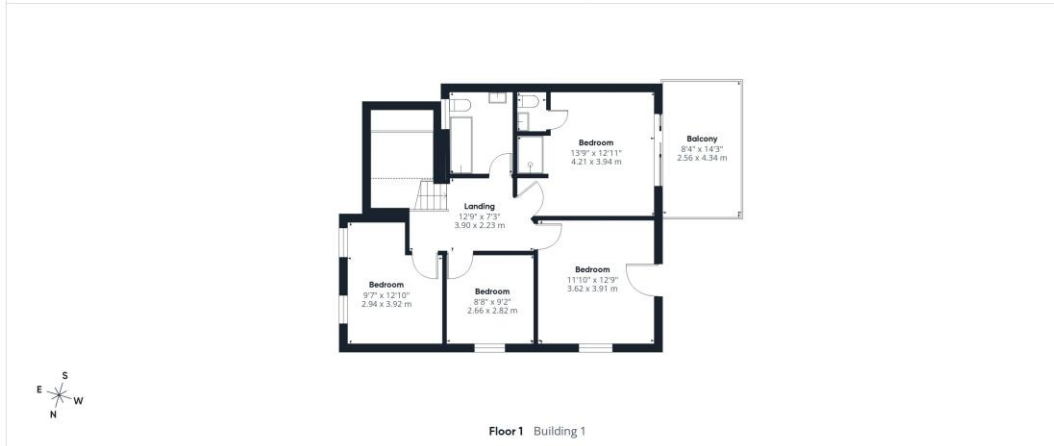 Bedroom
13'9" x 12'11"
4.21 x 3.94 m
Balcony
8'4" x 14'3"
2.56 x 4.34 m
Landing
12'9" x 7'3"
3.90 x 2.23 m
Bedroom
9'7" x 12'10"
2.94 x 3.92 m
Bedroom
8'8" x 9'2"
2.66 x 2.82 m
Bedroom
11'10" x 12'9"
3.62 x 3.91 m
S
E
W
N
Floor 1 Building 1